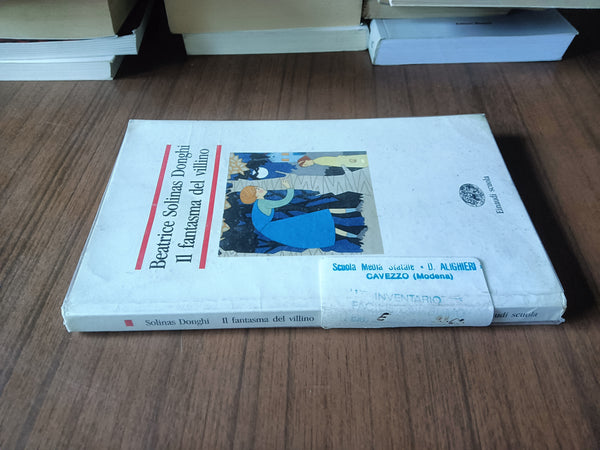 Beatrice Solinas Donghi
Il fantasma del villino
Einaudi scuola
Scuola Media Statale - D. ALIGHIERI
CAVEZZO (Modena)
INVENTARIO
E
Solinas Donghi Il fantasma del villino
scuola